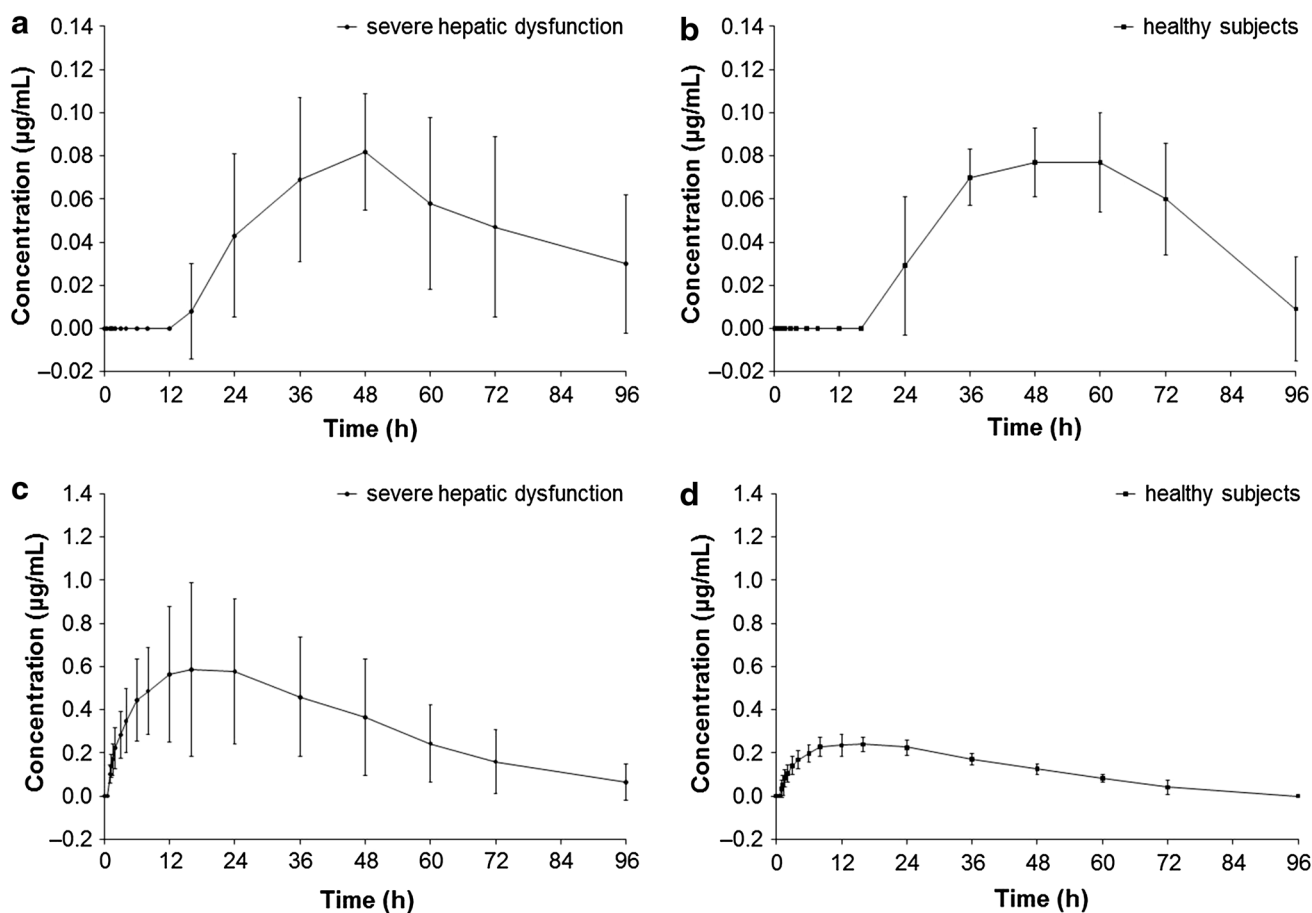 a
severe hepatic dysfunction
Concentration (µg/mL)
0.14
0.12
0.10
0.08
0.06
0.04
0.02
0.00
–0.02
0 12 24 36 48 60 72 84 96
Time (h)
b
healthy subjects
Concentration (µg/mL)
0.14
0.12
0.10
0.08
0.06
0.04
0.02
0.00
–0.02
0 12 24 36 48 60 72 84 96
Time (h)
c
severe hepatic dysfunction
Concentration (µg/mL)
1.4
1.2
1.0
0.8
0.6
0.4
0.2
0.0
–0.2
0 12 24 36 48 60 72 84 96
Time (h)
d
healthy subjects
Concentration (µg/mL)
1.4
1.2
1.0
0.8
0.6
0.4
0.2
0.0
–0.2
0 12 24 36 48 60 72 84 96
Time (h)